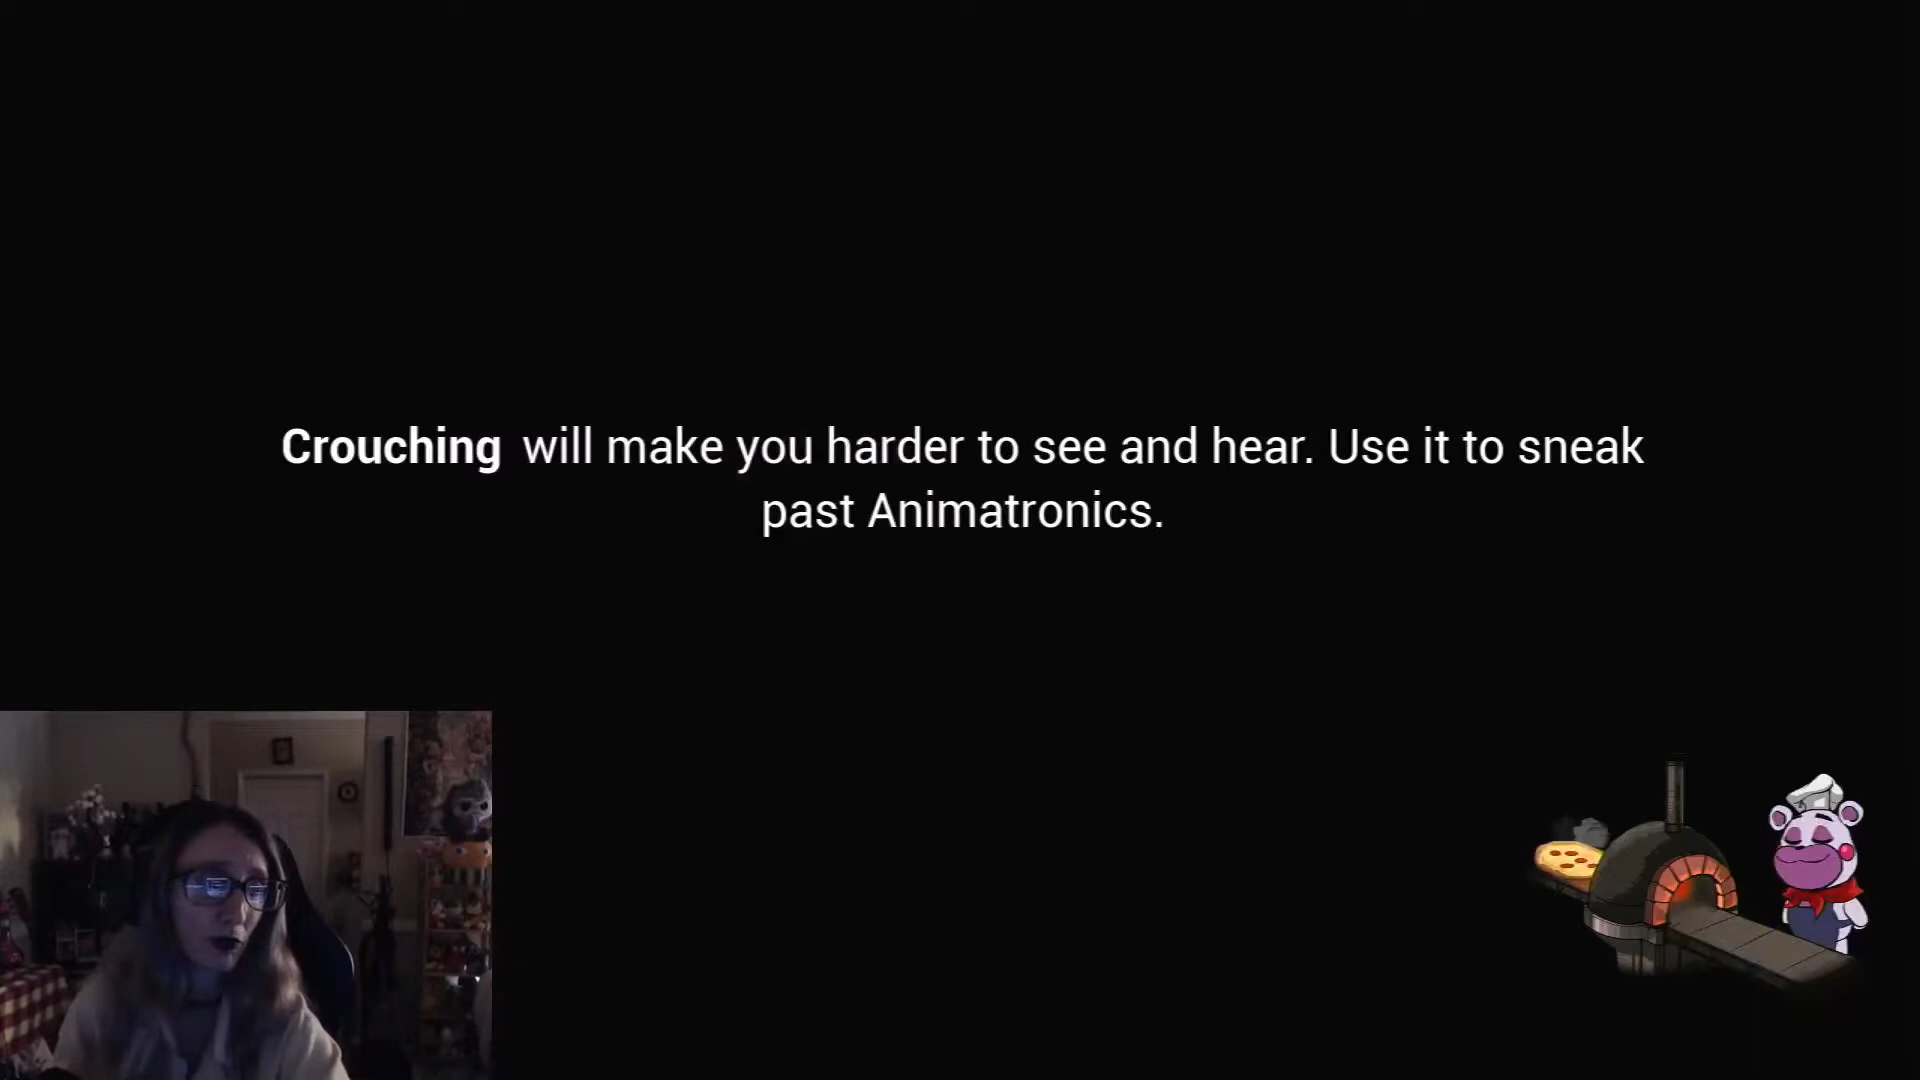 Crouching will make you harder to see and hear. Use it to sneak
past Animatronics.